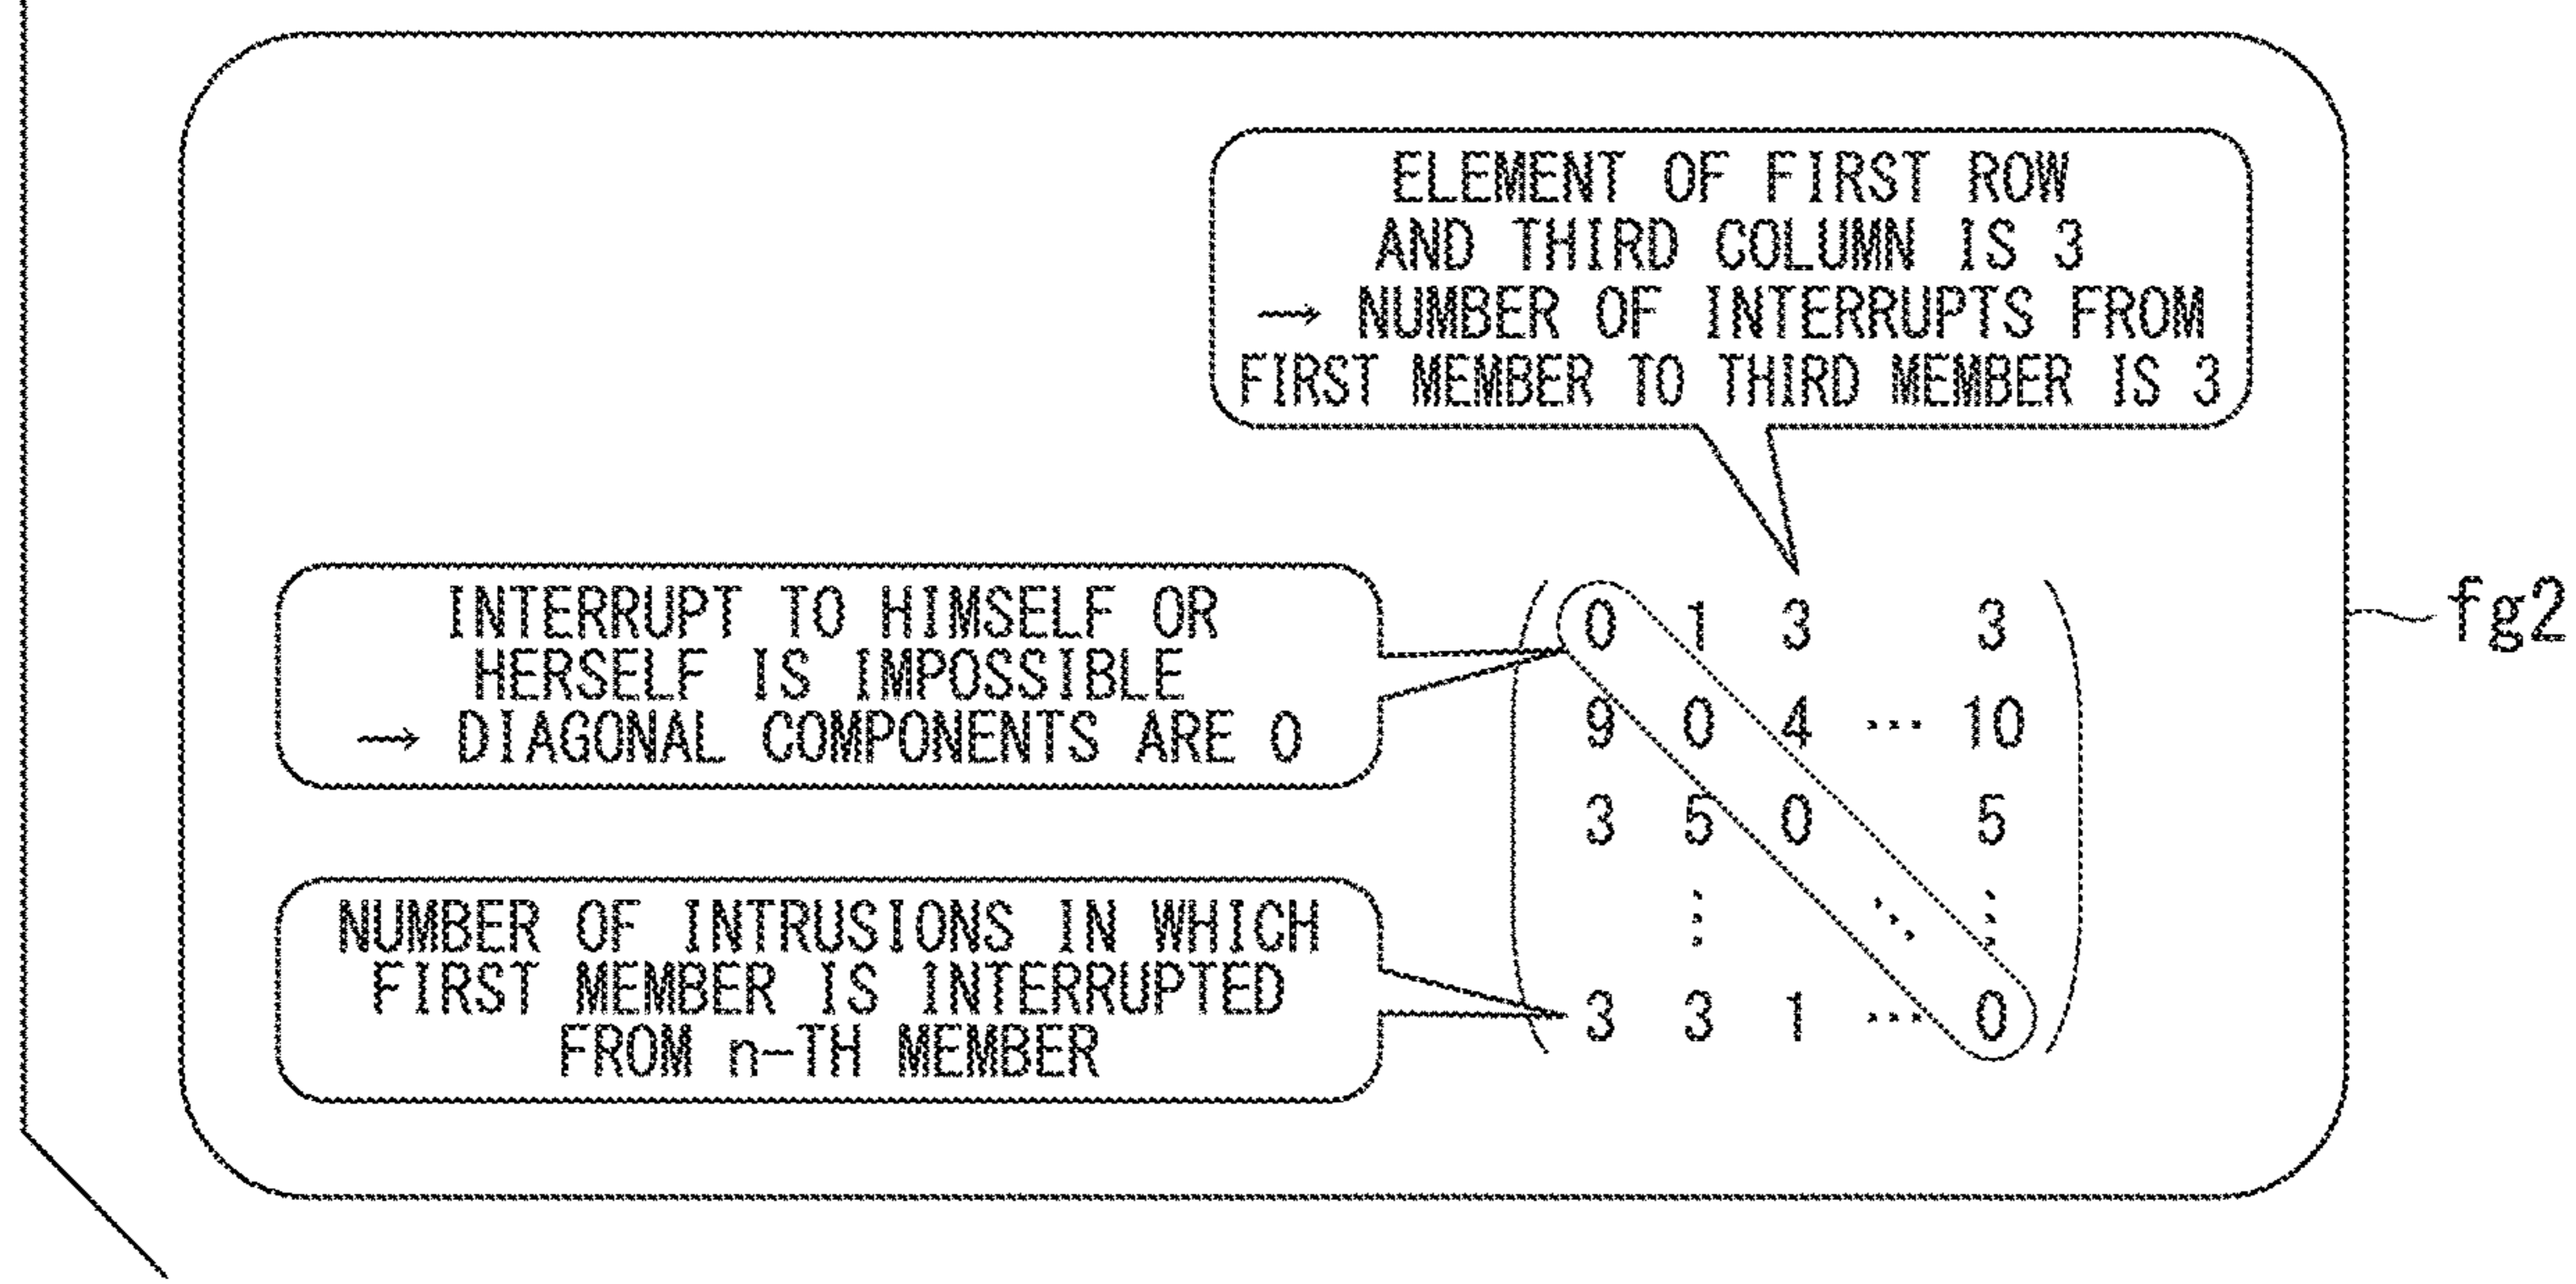 ELEMENT OF FIRST ROW
AND THIRD COLUMN IS 3
→ NUMBER OF INTERRUPTS FROM
FIRST MEMBER TO THIRD MEMBER IS 3
INTERRUPT TO HIMSELF OR
HERSELF IS IMPOSSIBLE
→ DIAGONAL COMPONENTS ARE 0
NUMBER OF INTRUSIONS IN WHICH
FIRST MEMBER IS INTERRUPTED
FROM n-TH MEMBER
0 1 3 3
9 0 4 ⋯ 10
3 5 0 5
⋮ ⋱ ⋮
3 3 1 ⋯ 0
fg2